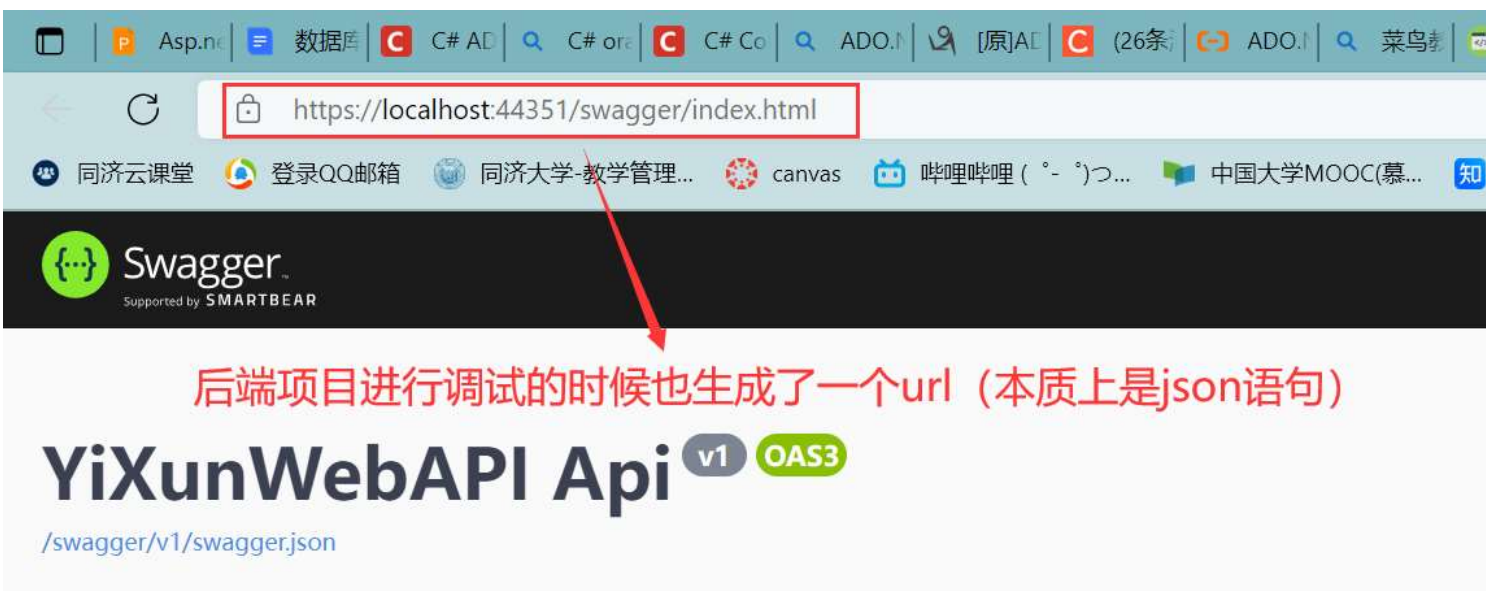 Asp.ne 数据库 C# AD C# ora C# Co ADO.N [原]AD (26条 ADO. 菜鸟教
https://localhost:44351/swagger/index.html
同济云课堂 登录QQ邮箱 同济大学-教学管理... canvas 哔哩哔哩 ( ゜- ゜)つ... 中国大学MOOC(慕... 知
Swagger
Supported by SMARTBEAR
后端项目进行调试的时候也生成了一个url（本质上是json语句）
YiXunWebAPI Api v1 OAS3
/swagger/v1/swagger.json